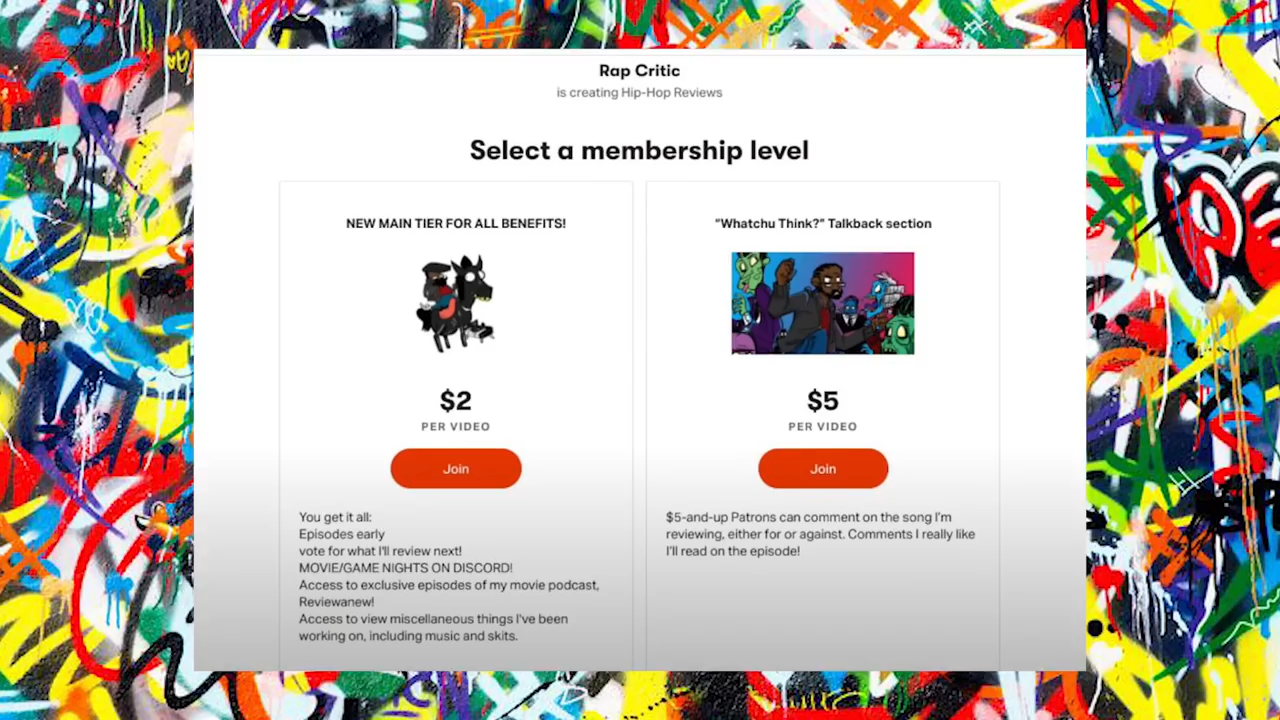 Rap Critic
is creating Hip-Hop Reviews
Select a membership level
NEW MAIN TIER FOR ALL BENEFITS!
$2
PER VIDEO
Join
You get it all:
Episodes early
vote for what I'll review next!
MOVIE/GAME NIGHTS ON DISCORD!
Access to exclusive episodes of my movie podcast,
Reviewanew!
Access to view miscellaneous things I've been
working on, including music and skits.
"Whatchu Think?" Talkback section
$5
PER VIDEO
Join
$5-and-up Patrons can comment on the song I'm
reviewing, either for or against. Comments I really like
I'll read on the episode!